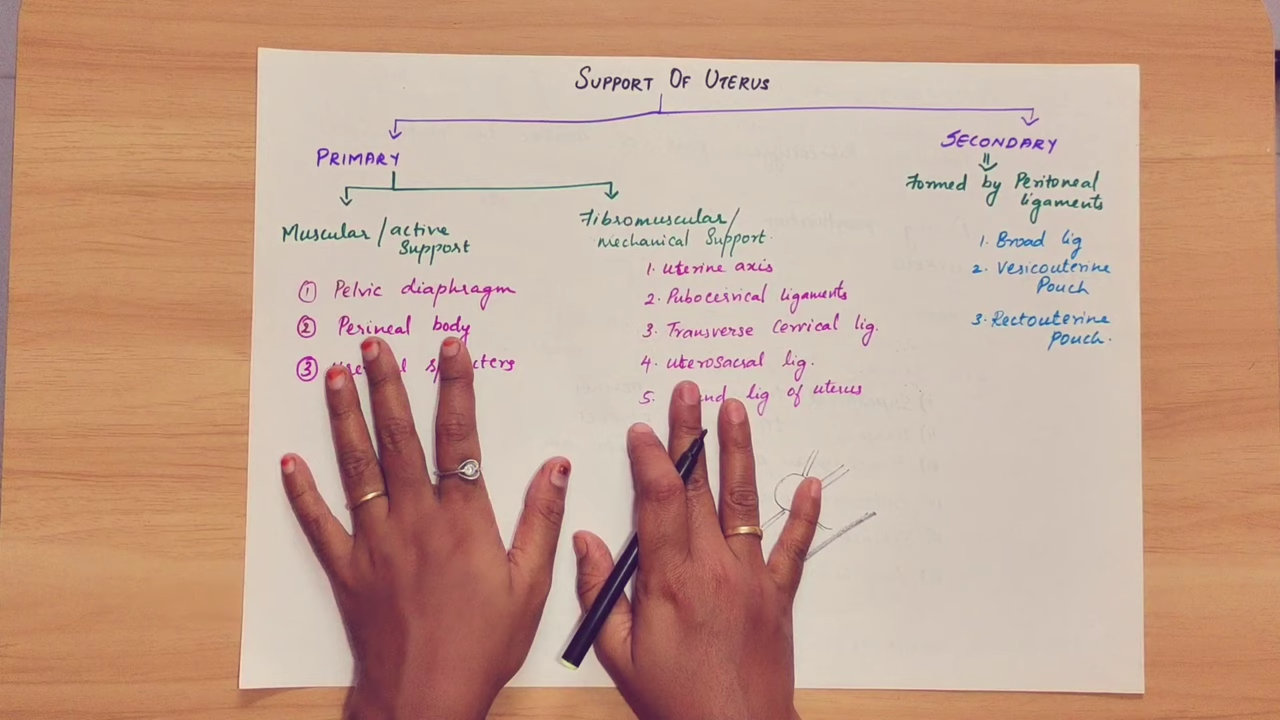 SUPPORT OF UTERUS
PRIMARY
Muscular/active
Support
① Pelvic diaphragm
② Perineal body
③
Fibromuscular/
Mechanical Support.
1. Uterine axis
2. Pubocervical ligaments
3. Transverse Cervical lig.
4. Uterosacral lig.
5. lig of uterus
SECONDARY
Formed by Peritoneal
ligaments
1. Broad lig
2. Vesicouterine
Pouch
3. Rectouterine
Pouch.